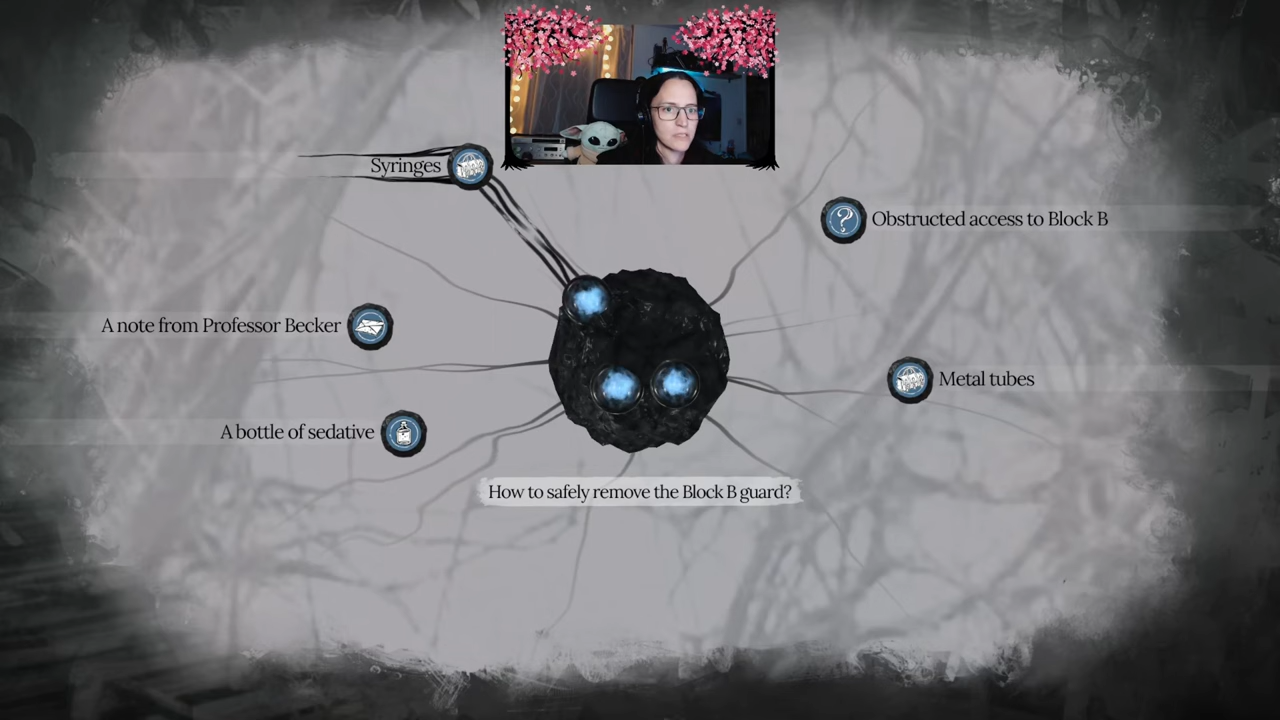 Syringes
Obstructed access to Block B
A note from Professor Becker
Metal tubes
A bottle of sedative
How to safely remove the Block B guard?